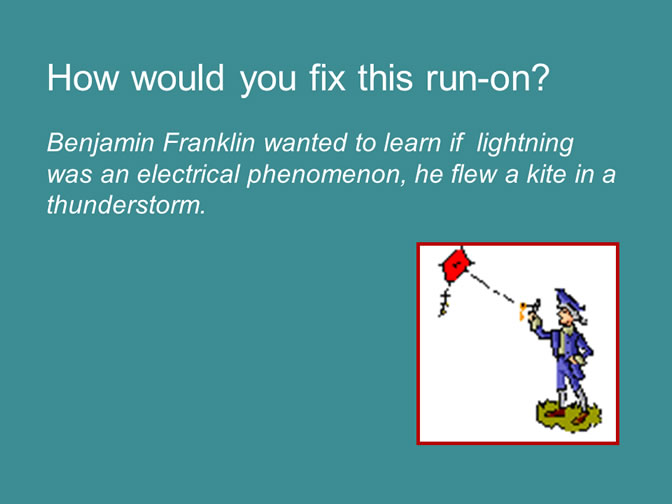 How would you fix this run-on?
Benjamin Franklin wanted to learn if  lightning
was an electrical phenomenon, he flew a kite in a
thunderstorm.